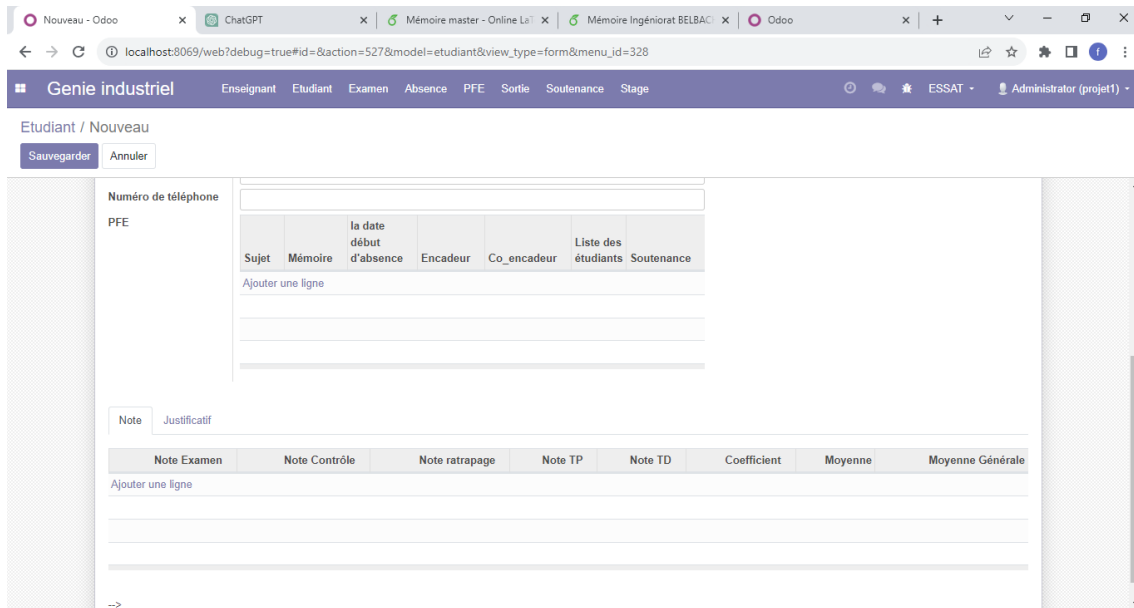 Nouveau - Odoo ChatGPT Mémoire master - Online LaT Mémoire Ingéniorat BELBAC Odoo
localhost:8069/web?debug=true#id=&action=527&model=etudiant&view_type=form&menu_id=328
Genie industriel Enseignant Etudiant Examen Absence PFE Sortie Soutenance Stage ESSAT Administrator (projet1)
Etudiant / Nouveau
Sauvegarder Annuler
Numéro de téléphone
PFE
Sujet Mémoire la date début d'absence Encadeur Co_encadeur Liste des étudiants Soutenance
Ajouter une ligne
Note Justificatif
Note Examen Note Contrôle Note ratrapage Note TP Note TD Coefficient Moyenne Moyenne Générale
Ajouter une ligne
-->